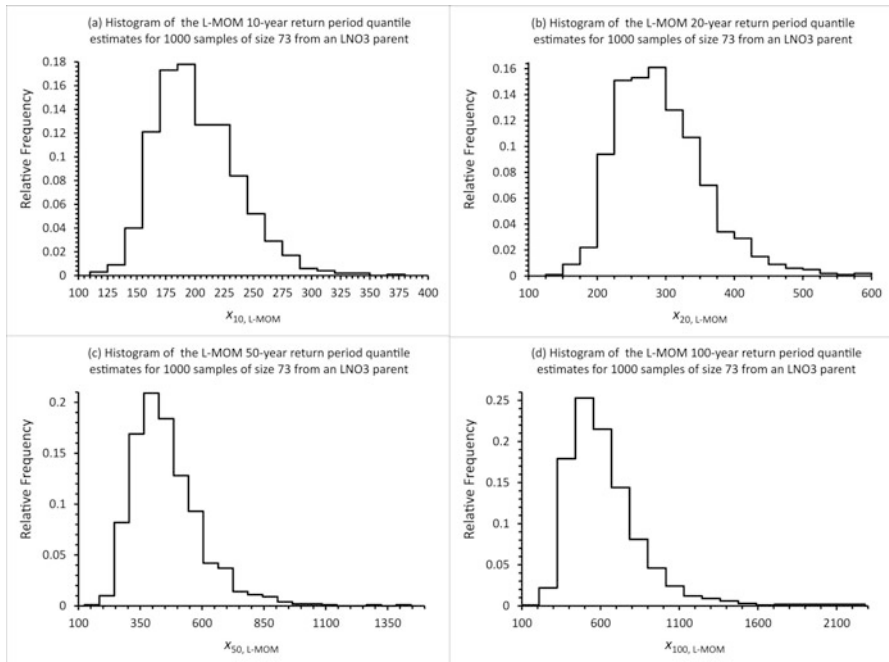 (a) Histogram of the L-MOM 10-year return period quantile
estimates for 1000 samples of size 73 from an LNO3 parent
0.18
0.16
0.14
0.12
0.1
0.08
0.06
0.04
0.02
0
Relative Frequency
100 125 150 175 200 225 250 275 300 325 350 375 400
x10, L-MOM
(b) Histogram of the L-MOM 20-year return period quantile
estimates for 1000 samples of size 73 from an LNO3 parent
0.16
0.14
0.12
0.1
0.08
0.06
0.04
0.02
0
Relative Frequency
100 200 300 400 500 600
x20, L-MOM
(c) Histogram of the L-MOM 50-year return period quantile
estimates for 1000 samples of size 73 from an LNO3 parent
0.2
0.15
0.1
0.05
0
Relative Frequency
100 350 600 850 1100 1350
x50, L-MOM
(d) Histogram of the L-MOM 100-year return period quantile
estimates for 1000 samples of size 73 from an LNO3 parent
0.25
0.2
0.15
0.1
0.05
0
Relative Frequency
100 600 1100 1600 2100
x100, L-MOM